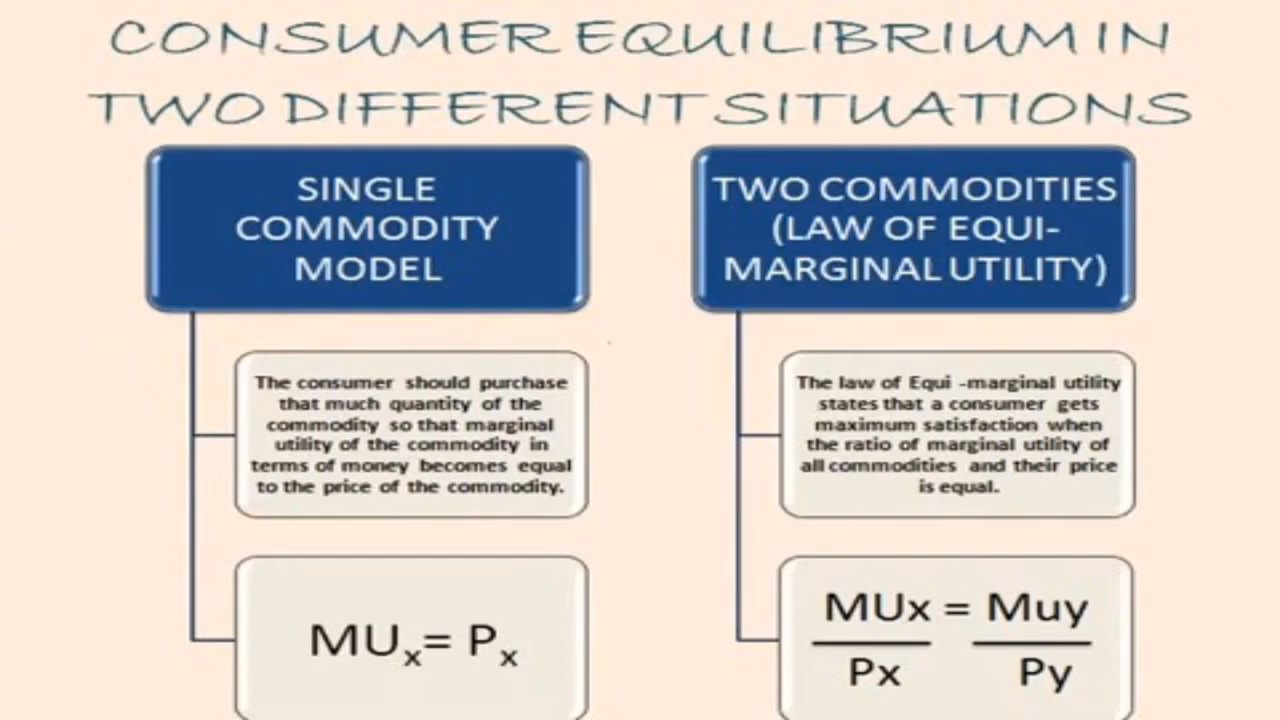 CONSUMER EQUILIBRIUM IN
TWO DIFFERENT SITUATIONS
SINGLE
COMMODITY
MODEL
The consumer should purchase
that much quantity of the
commodity so that marginal
utility of the commodity in
terms of money becomes equal
to the price of the commodity.
MUₓ= Pₓ
TWO COMMODITIES
(LAW OF EQUI-
MARGINAL UTILITY)
The law of Equi -marginal utility
states that a consumer gets
maximum satisfaction when
the ratio of marginal utility of
all commodities and their price
is equal.
MUx = Muy
Px Py